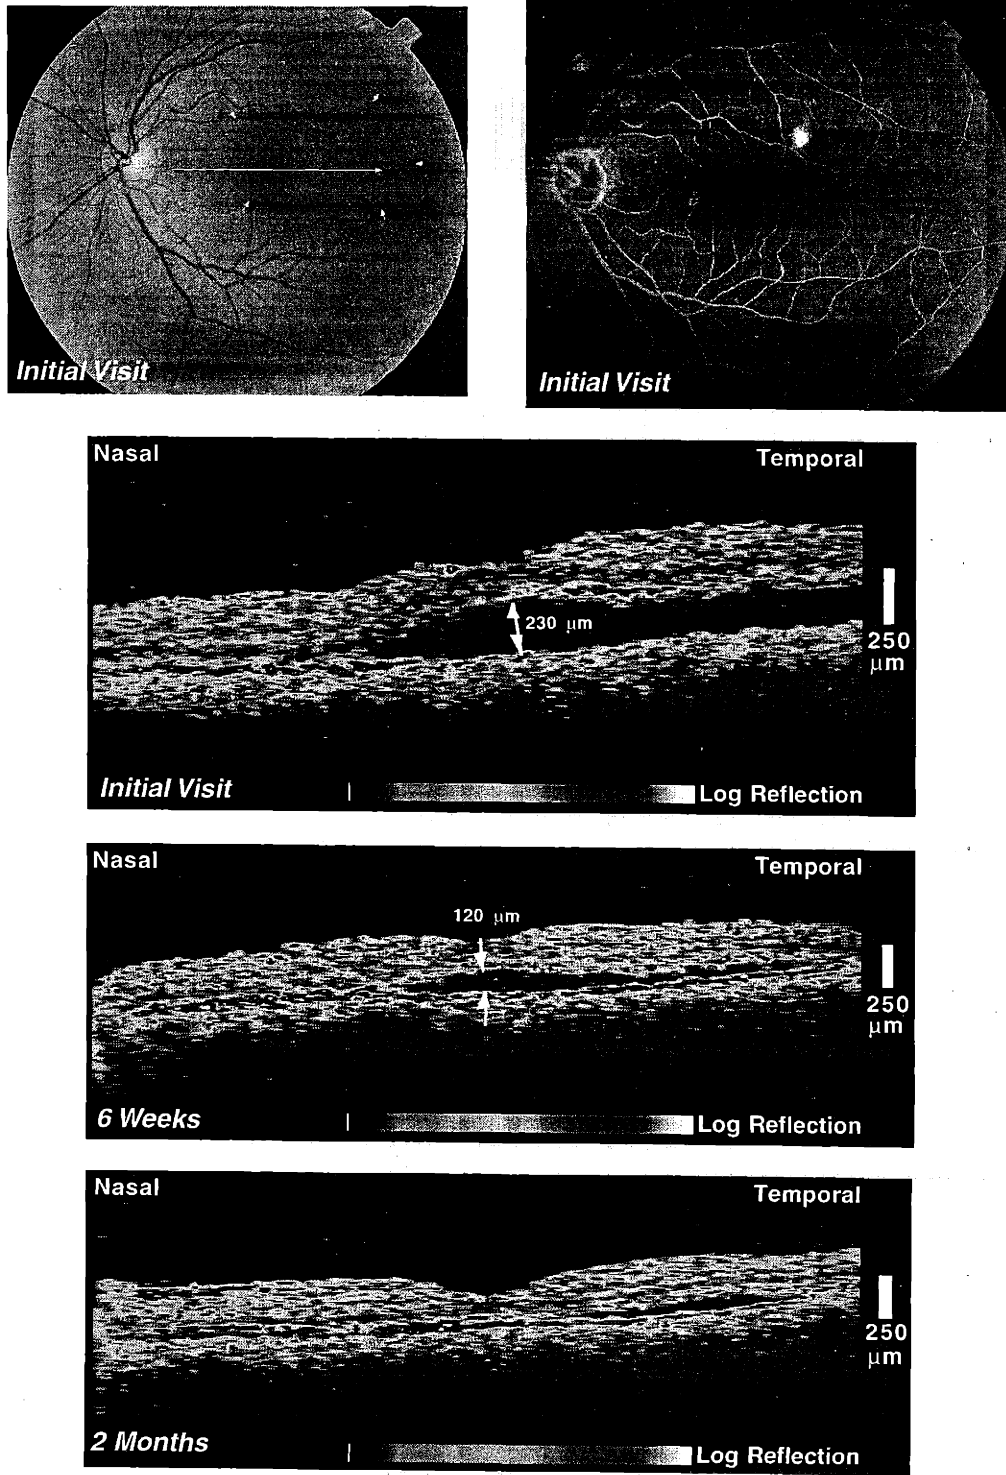 Initial Visit
Initial Visit
Nasal
Temporal
230 μm
250
μm
Initial Visit
Log Reflection
Nasal
Temporal
120 μm
250
μm
6 Weeks
Log Reflection
Nasal
Temporal
250
μm
2 Months
Log Reflection